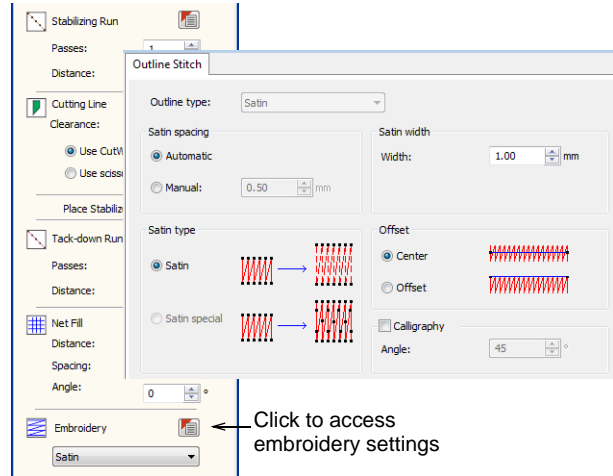 Stabilizing Run
Passes:
1
Distance:
Cutting Line
Clearance:
Use CutW
Use scisso
Place Stabiliz
Tack-down Run
Passes:
Distance:
Net Fill
Distance:
Spacing:
Angle:
0 °
Embroidery
Satin
Outline Stitch
Outline type:
Satin
Satin spacing
Automatic
Manual:
0.50 mm
Satin width
Width:
1.00 mm
Satin type
Satin
Satin special
Offset
Center
Offset
Calligraphy
Angle:
45 °
Click to access
embroidery settings